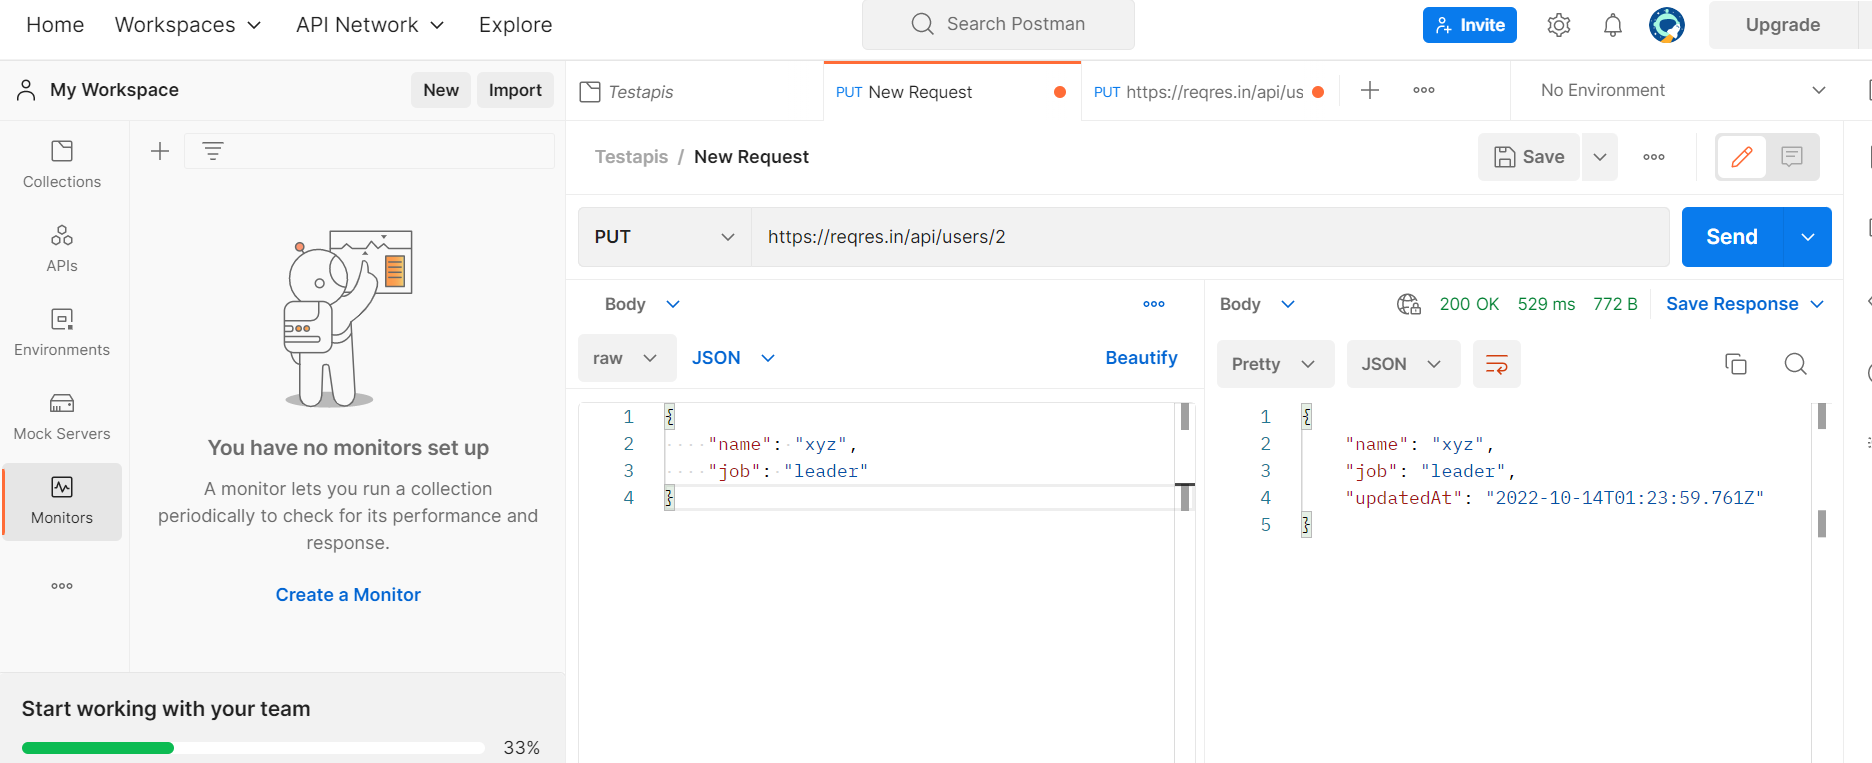 Home Workspaces API Network Explore Search Postman Invite Upgrade
My Workspace New Import
Testapis PUT New Request PUT https://reqres.in/api/us No Environment
Collections
APIs
Environments
Mock Servers
Monitors
You have no monitors set up
A monitor lets you run a collection
periodically to check for its performance and
response.
Create a Monitor
Start working with your team
33%
Testapis / New Request Save
PUT https://reqres.in/api/users/2 Send
Body
raw JSON Beautify
1 {
2 "name": "xyz",
3 "job": "leader"
4 }
Body 200 OK 529 ms 772 B Save Response
Pretty JSON
1 {
2 "name": "xyz",
3 "job": "leader",
4 "updatedAt": "2022-10-14T01:23:59.761Z"
5 }